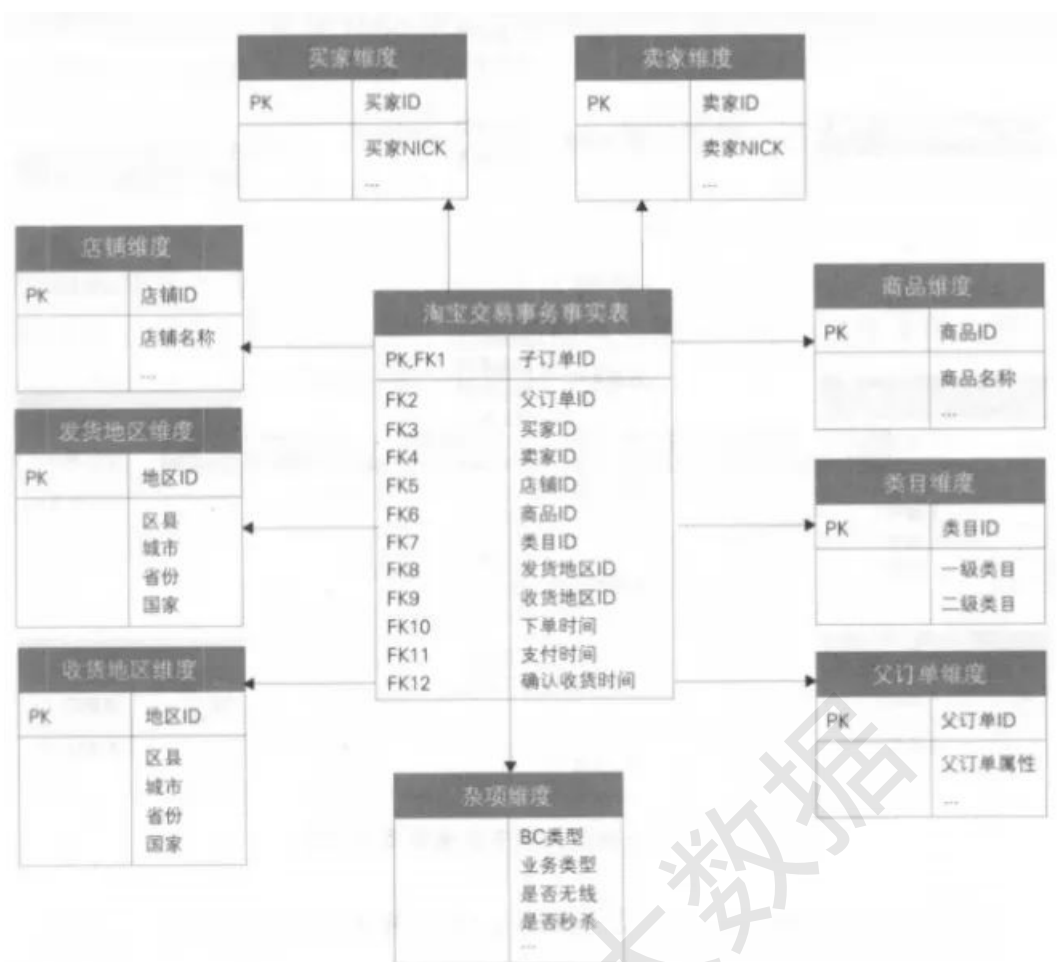 买家维度
PK 买家ID
买家NICK
...
卖家维度
PK 卖家ID
卖家NICK
...
店铺维度
PK 店铺ID
店铺名称
...
发货地区维度
PK 地区ID
区县
城市
省份
国家
收货地区维度
PK 地区ID
区县
城市
省份
国家
淘宝交易事务事实表
PK,FK1 子订单ID
FK2 父订单ID
FK3 买家ID
FK4 卖家ID
FK5 店铺ID
FK6 商品ID
FK7 类目ID
FK8 发货地区ID
FK9 收货地区ID
FK10 下单时间
FK11 支付时间
FK12 确认收货时间
商品维度
PK 商品ID
商品名称
...
类目维度
PK 类目ID
一级类目
二级类目
父订单维度
PK 父订单ID
父订单属性
...
杂项维度
BC类型
业务类型
是否无线
是否秒杀
...
大数据